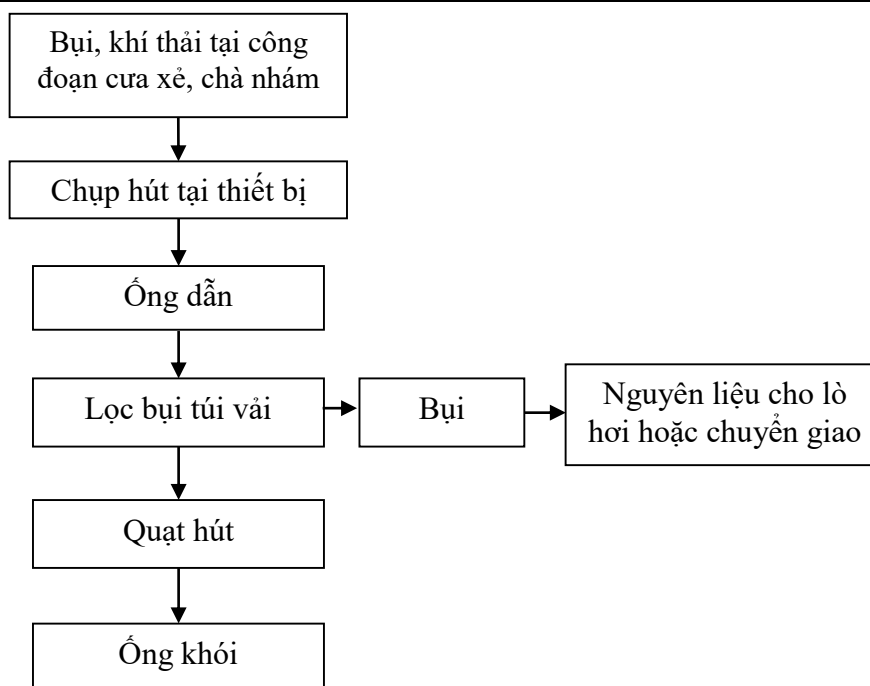 Bụi, khí thải tại công
đoạn cưa xẻ, chà nhám
Chụp hút tại thiết bị
Ống dẫn
Lọc bụi túi vải
Bụi
Nguyên liệu cho lò
hơi hoặc chuyển giao
Quạt hút
Ống khói